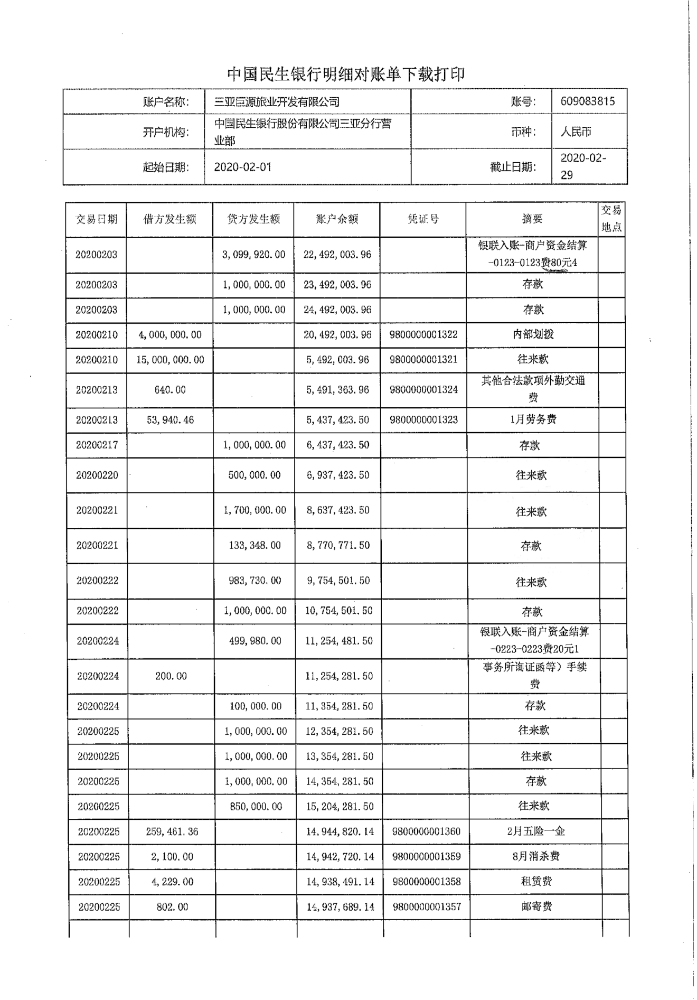 中国民生银行明细对账单下载打印
账户名称： 三亚巨源旅业开发有限公司 账号： 609083815
开户机构： 中国民生银行股份有限公司三亚分行营
业部 币种： 人民币
起始日期： 2020-02-01 截止日期： 2020-02-
29
交易日期 借方发生额 贷方发生额 账户余额 凭证号 摘要 交易
地点
20200203 3,099,920.00 22,492,003.96 银联入账-商户资金结算
-0123-0123费80元4
20200203 1,000,000.00 23,492,003.96 存款
20200203 1,000,000.00 24,492,003.96 存款
20200210 4,000,000.00 20,492,003.96 9800000001322 内部划拨
20200210 15,000,000.00 5,492,003.96 9800000001321 往来款
20200213 640.00 5,491,363.96 9800000001324 其他合法款项外勤交通
费
20200213 53,940.46 5,437,423.50 9800000001323 1月劳务费
20200217 1,000,000.00 6,437,423.50 存款
20200220 500,000.00 6,937,423.50 往来款
20200221 1,700,000.00 8,637,423.50 往来款
20200221 133,348.00 8,770,771.50 存款
20200222 983,730.00 9,754,501.50 往来款
20200222 1,000,000.00 10,754,501.50 存款
20200224 499,980.00 11,254,481.50 银联入账-商户资金结算
-0223-0223费20元1
20200224 200.00 11,254,281.50 事务所询证函等）手续
费
20200224 100,000.00 11,354,281.50 存款
20200225 1,000,000.00 12,354,281.50 往来款
20200225 1,000,000.00 13,354,281.50 往来款
20200225 1,000,000.00 14,354,281.50 存款
20200225 850,000.00 15,204,281.50 往来款
20200225 259,461.36 14,944,820.14 9800000001360 2月五险一金
20200225 2,100.00 14,942,720.14 9800000001359 8月消杀费
20200225 4,229.00 14,938,491.14 9800000001358 租赁费
20200225 802.00 14,937,689.14 9800000001357 邮寄费